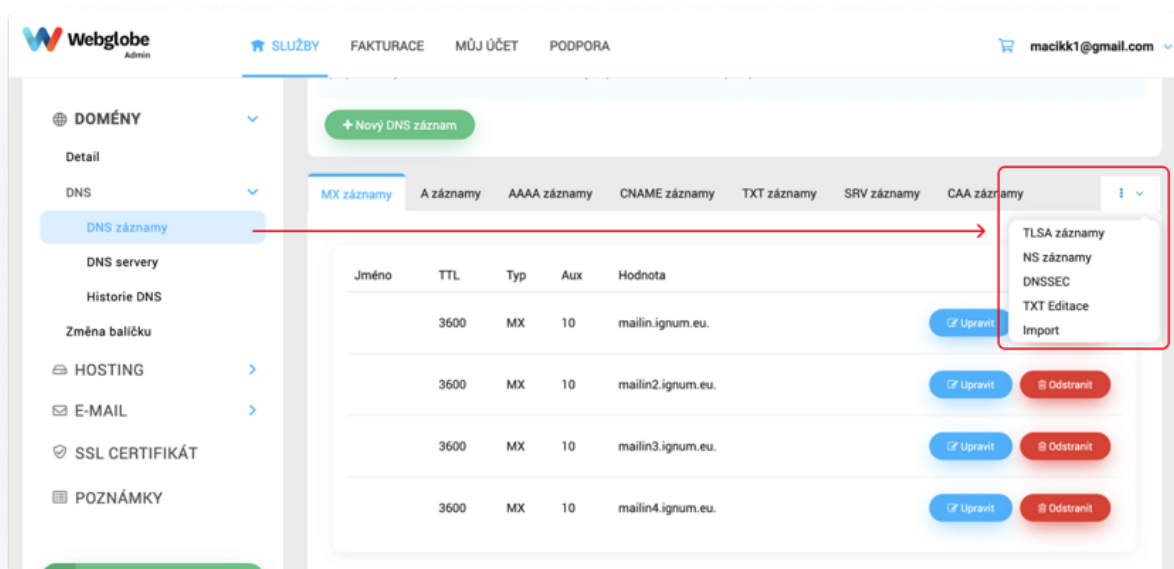 Webglobe
Admin
SLUŽBY FAKTURACE MŮJ ÚČET PODPORA
macikk1@gmail.com
DOMÉNY
Detail
DNS
DNS záznamy
DNS servery
Historie DNS
Změna balíčku
HOSTING
E-MAIL
SSL CERTIFIKÁT
POZNÁMKY
+ Nový DNS záznam
MX záznamy A záznamy AAAA záznamy CNAME záznamy TXT záznamy SRV záznamy CAA záznamy
TLSA záznamy
NS záznamy
DNSSEC
TXT Editace
Import
Jméno TTL Typ Aux Hodnota
3600 MX 10 mailin.ignum.eu. Upravit
3600 MX 10 mailin2.ignum.eu. Upravit Odstranit
3600 MX 10 mailin3.ignum.eu. Upravit Odstranit
3600 MX 10 mailin4.ignum.eu. Upravit Odstranit